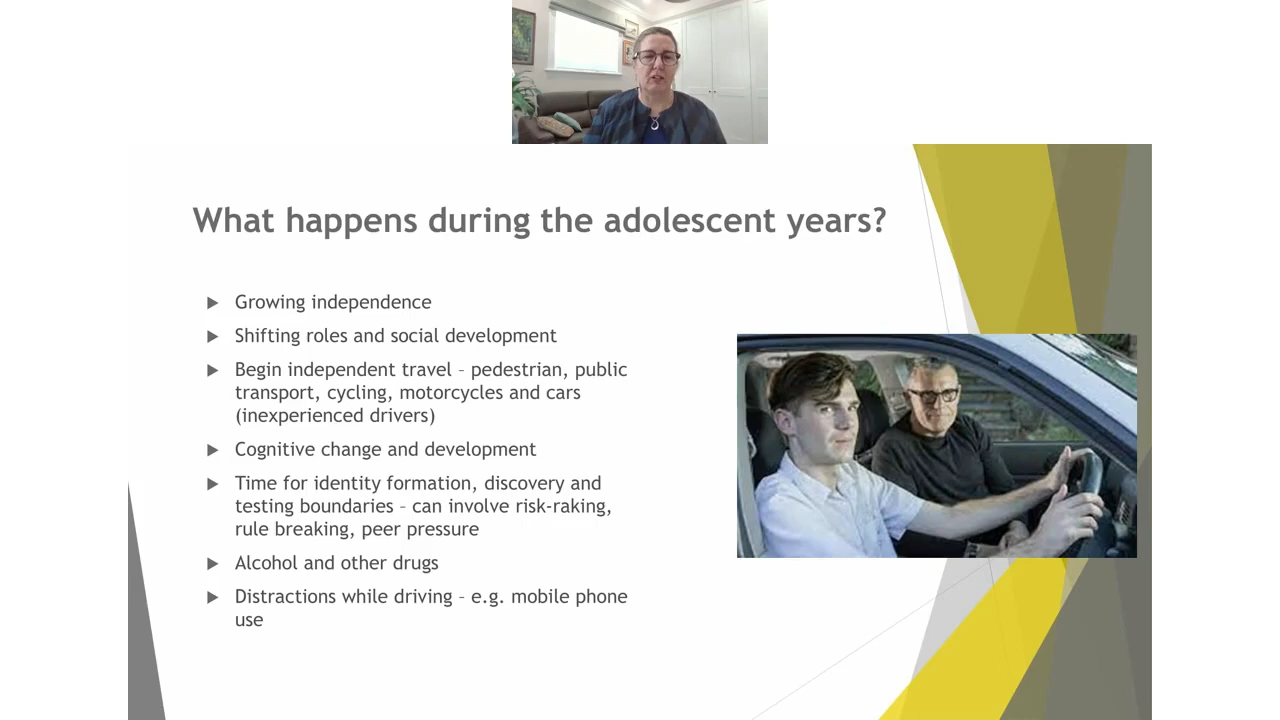 What happens during the adolescent years?
Growing independence
Shifting roles and social development
Begin independent travel – pedestrian, public
transport, cycling, motorcycles and cars
(inexperienced drivers)
Cognitive change and development
Time for identity formation, discovery and
testing boundaries – can involve risk-raking,
rule breaking, peer pressure
Alcohol and other drugs
Distractions while driving – e.g. mobile phone
use